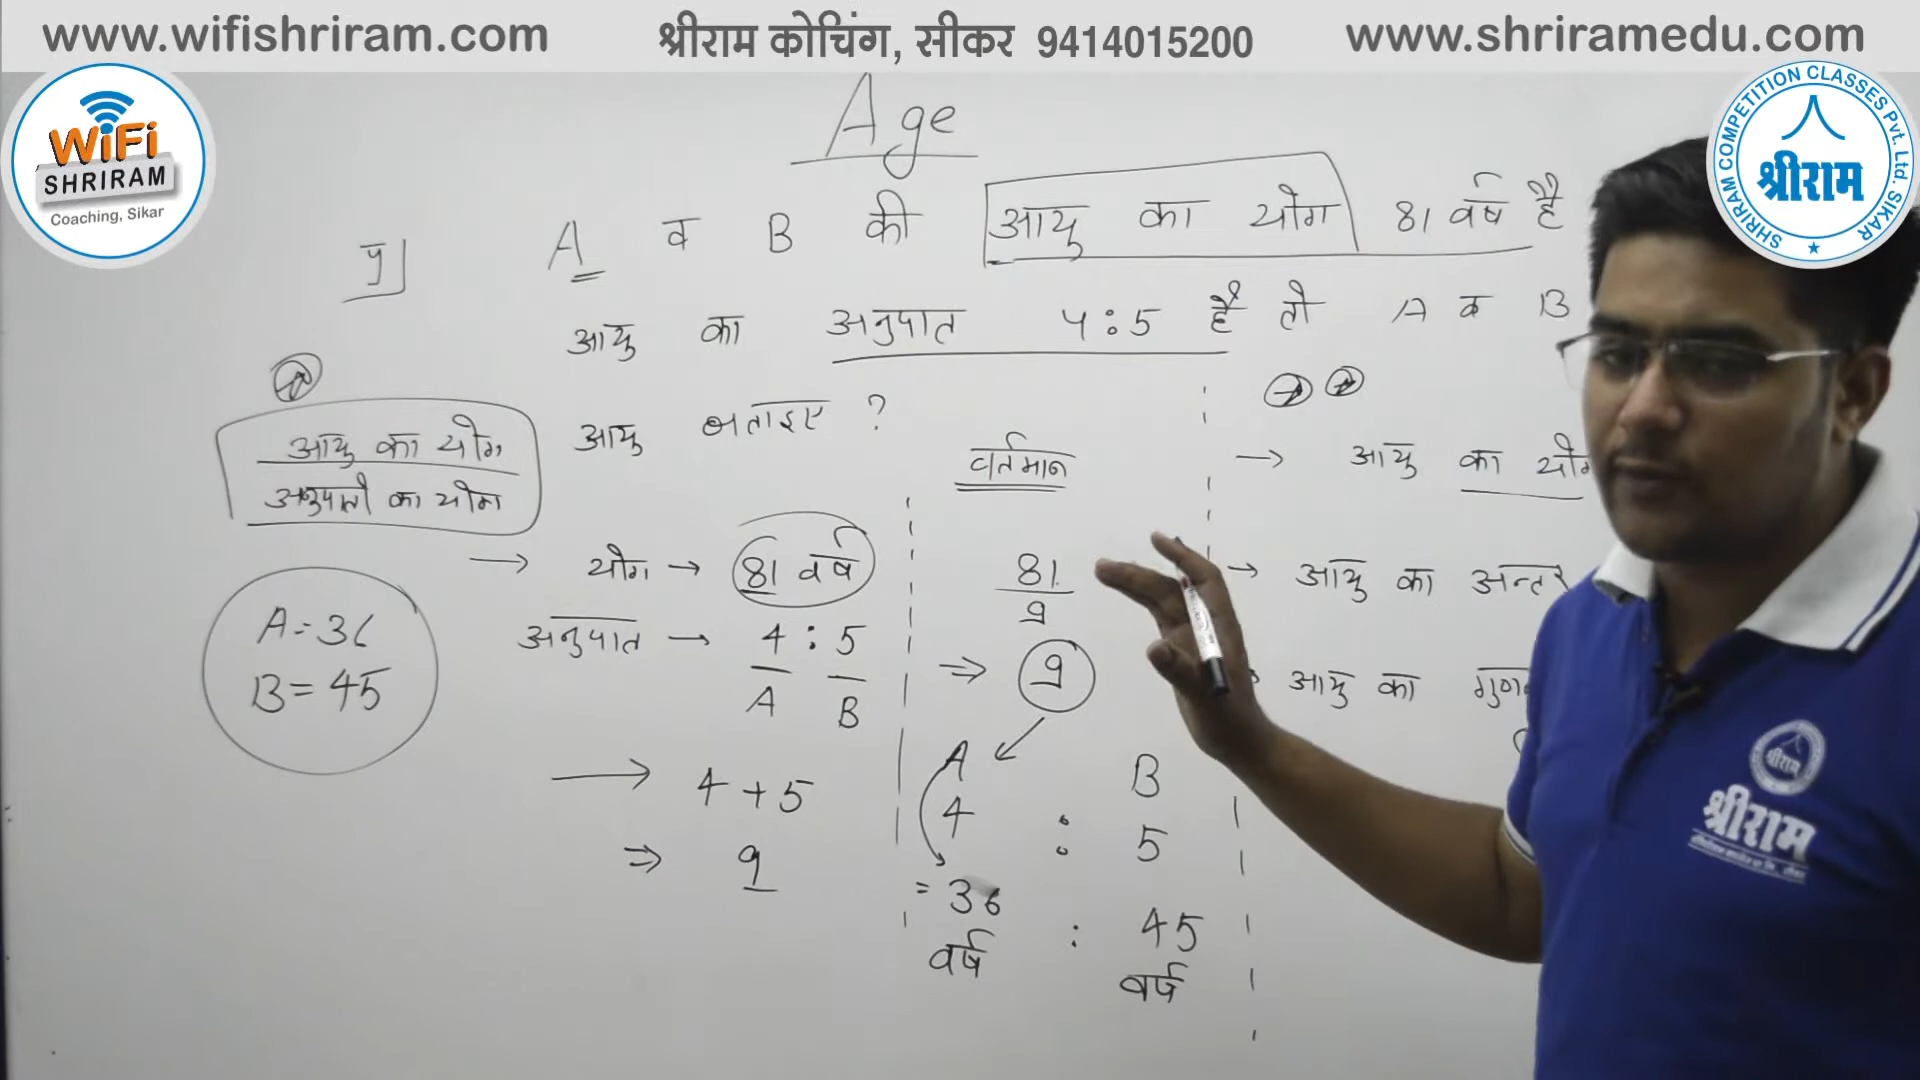 www.wifishriram.com
श्रीराम कोचिंग, सीकर 9414015200
www.shriramedu.com
WiFi
SHRIRAM
Coaching, Sikar
SHRIRAM COMPETITION CLASSES Pvt. Ltd. SIKAR
श्रीराम
Age
A व B की आयु का योग 81 वर्ष है
आयु का अनुपात 4:5 है तो A व B
आयु बताइए ?
आयु का योग
अनुपातों का योग
A=36
B=45
→ योग → 81 वर्ष
अनुपात → 4 : 5
A B
→ 4+5
⇒ 9
वर्तमान
81
9
⇒ 9
A B
4 : 5
= 36 : 45
वर्ष वर्ष
→ आयु का
→ आयु का अन्तर
आयु का
श्रीराम
श्रीराम